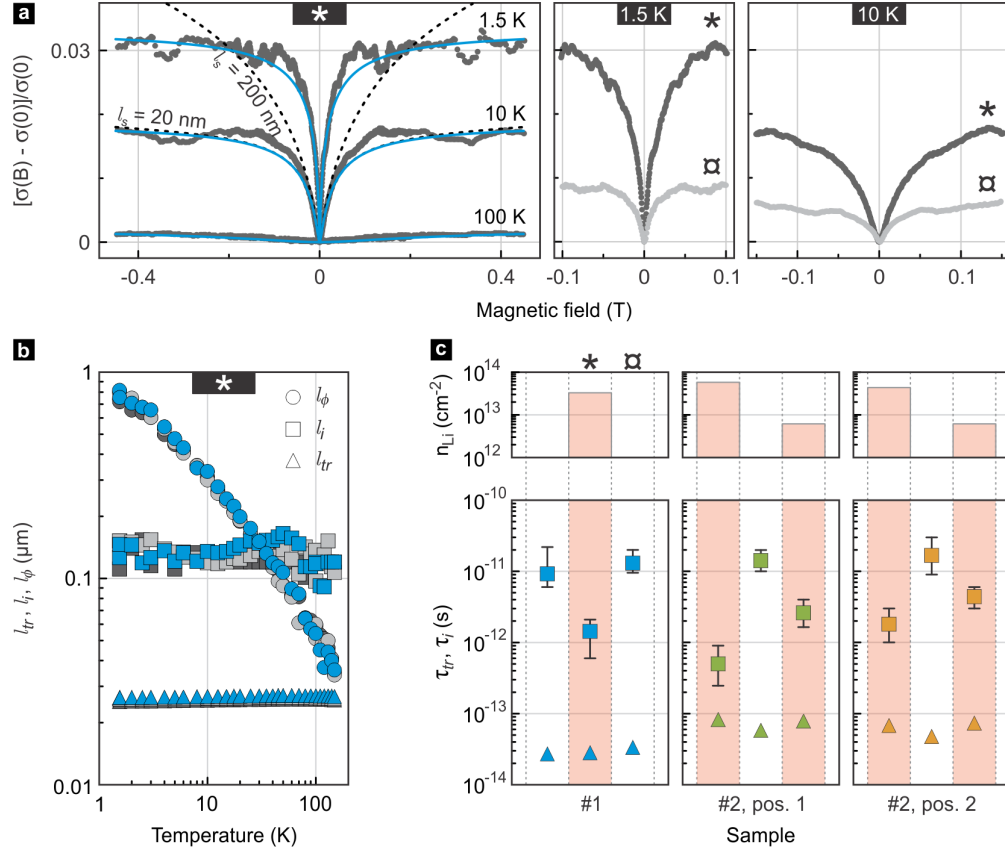 a
*
1.5 K
10 K
[σ(B) - σ(0)]/σ(0)
0.03
0
1.5 K
*
l_s = 200 nm
l_s = 20 nm
10 K
100 K
¤
*
¤
-0.4
0
0.4
-0.1
0
0.1
-0.1
0
0.1
Magnetic field (T)
b
*
l_tr, l_i, l_ϕ (µm)
1
0.1
0.01
l_ϕ
l_i
l_tr
1
10
100
Temperature (K)
c
* ¤
n_Li (cm^-2)
10^14
10^13
10^12
τ_tr, τ_i (s)
10^-10
10^-11
10^-12
10^-13
10^-14
#1
#2, pos. 1
#2, pos. 2
Sample